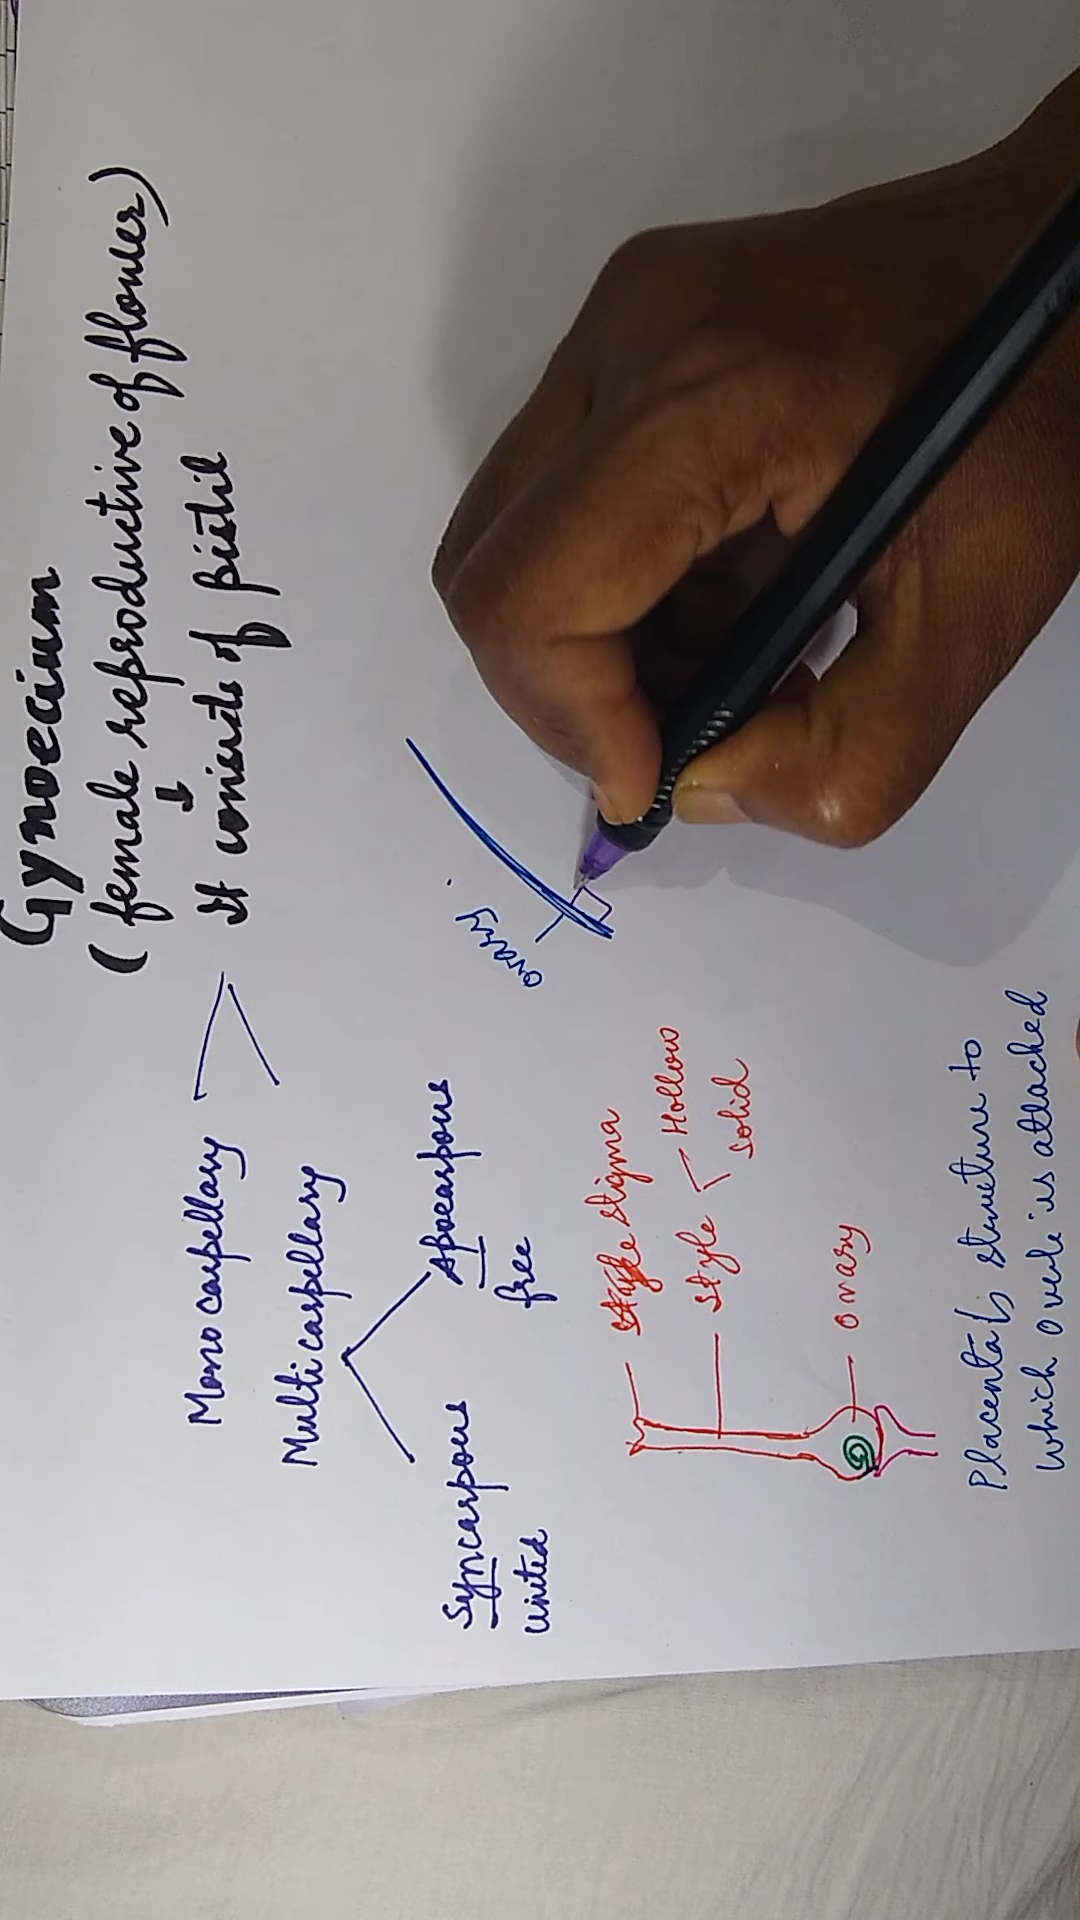 Gynoecium
(female reproductive of flower)
↓
It consists of pistil
Mono carpellary
Multi carpellary
Syncarpous
united
Apocarpous
free
stigma
Style
Hollow
solid
ovary
ovary
Placenta is structure to
which ovule is attached